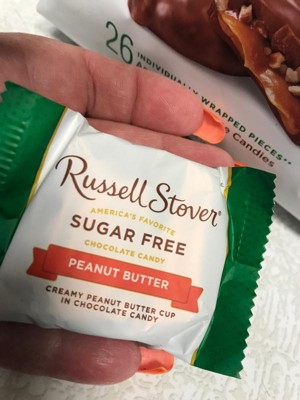 26
INDIVIDUALLY
WRAPPED PIECES**
Candies
Russell Stover®
AMERICA'S FAVORITE
SUGAR FREE
CHOCOLATE CANDY
PEANUT BUTTER
CREAMY PEANUT BUTTER CUP
IN CHOCOLATE CANDY